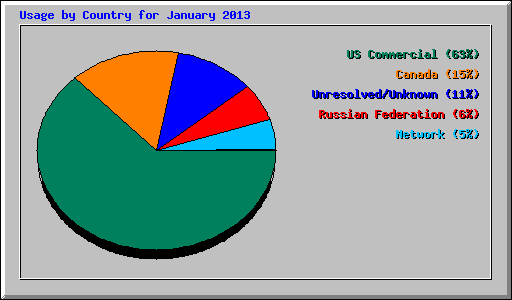 Usage by Country for January 2013
US Commercial (63%)
Canada (15%)
Unresolved/Unknown (11%)
Russian Federation (6%)
Network (5%)